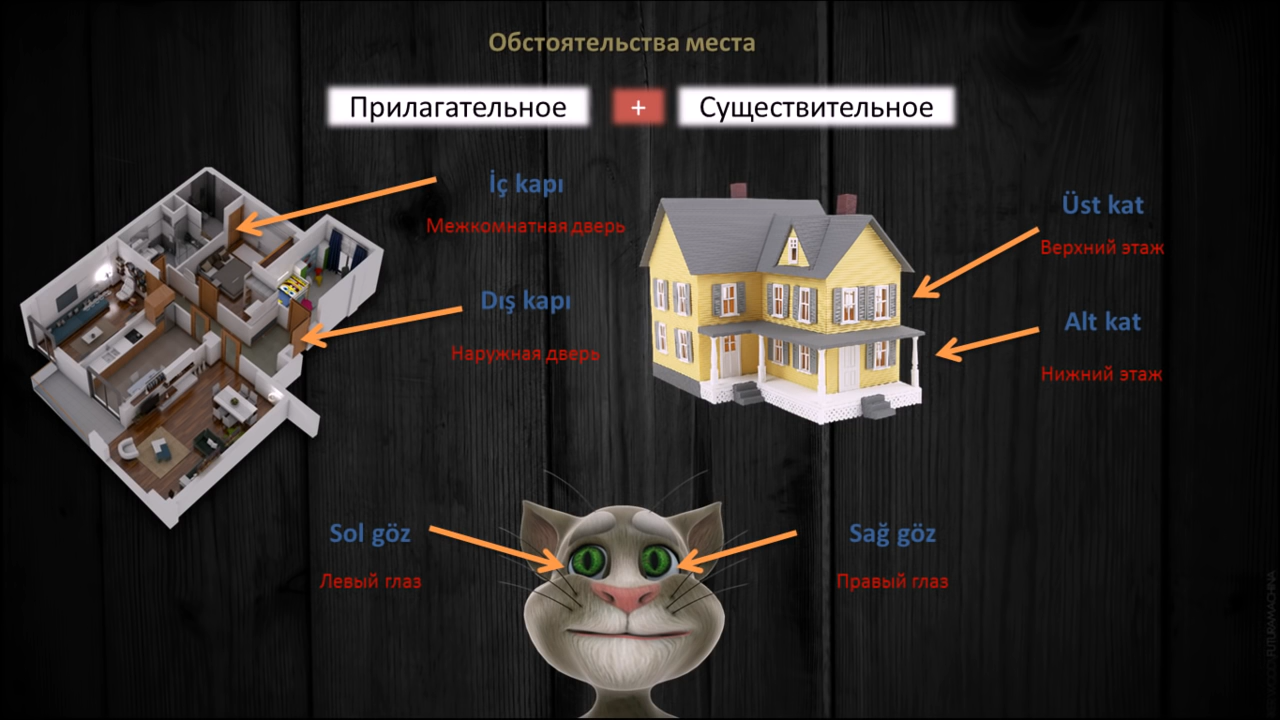 Обстоятельства места
Прилагательное + Существительное
İç kapı
Межкомнатная дверь
Dış kapı
Наружная дверь
Üst kat
Верхний этаж
Alt kat
Нижний этаж
Sol göz
Левый глаз
Sağ göz
Правый глаз